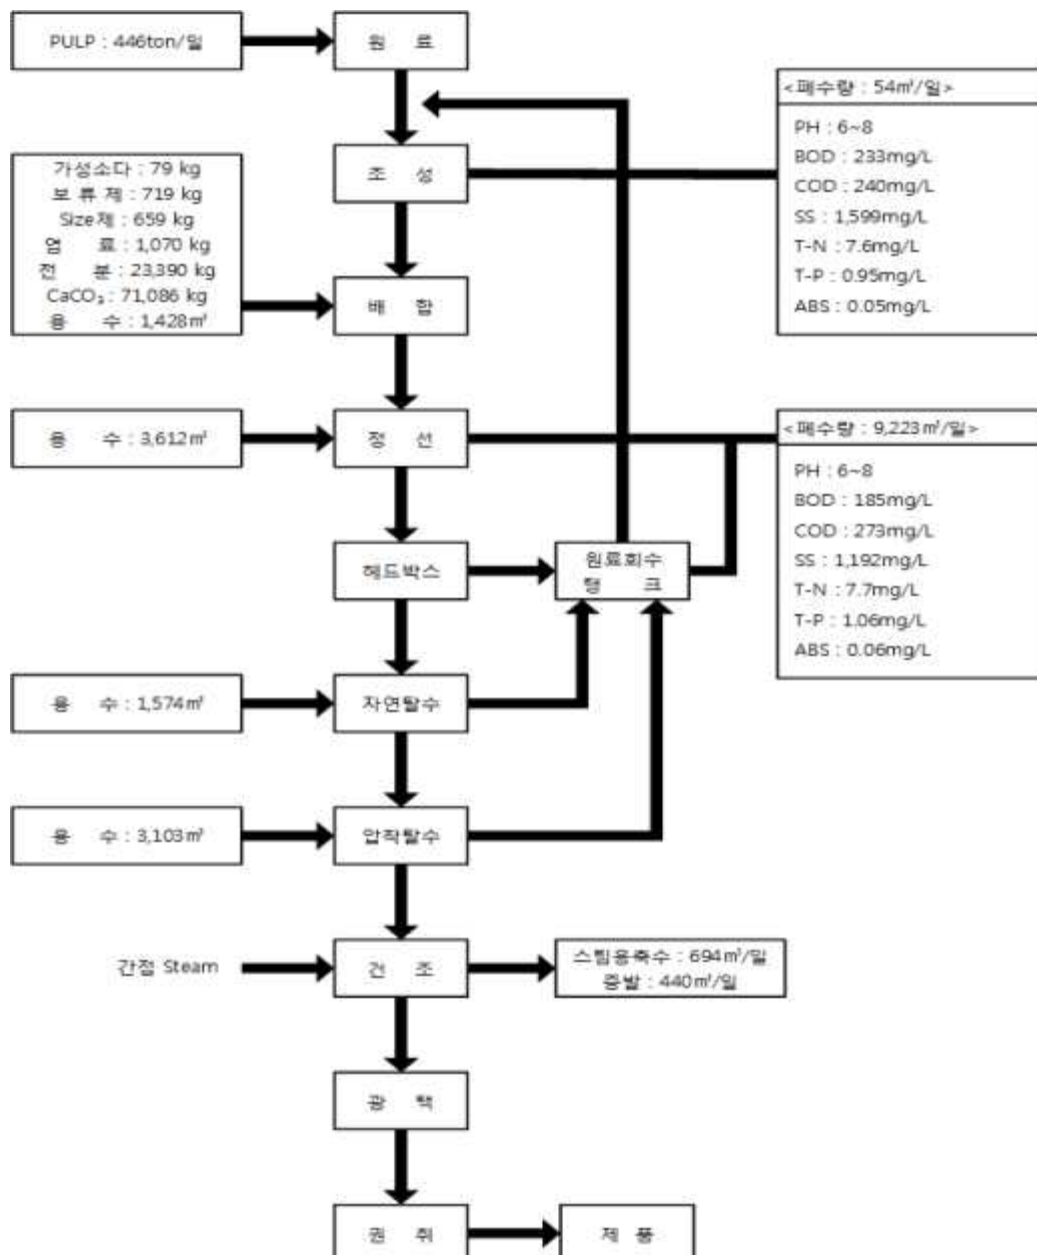 PULP : 446ton/일
원 료
<폐수량 : 54㎥/일>
PH : 6~8
BOD : 233mg/L
COD : 240mg/L
SS : 1,599mg/L
T-N : 7.6mg/L
T-P : 0.95mg/L
ABS : 0.05mg/L
조 성
가성소다 : 79 kg
보 류 제 : 719 kg
Size제 : 659 kg
염 료 : 1,070 kg
전 분 : 23,390 kg
CaCO₃ : 71,086 kg
용 수 : 1,428㎥
배 합
용 수 : 3,612㎥
정 선
<폐수량 : 9,223㎥/일>
PH : 6~8
BOD : 185mg/L
COD : 273mg/L
SS : 1,192mg/L
T-N : 7.7mg/L
T-P : 1.06mg/L
ABS : 0.06mg/L
헤드박스
원료회수
탱 크
용 수 : 1,574㎥
자연탈수
용 수 : 3,103㎥
압착탈수
간접 Steam
건 조
스팀응축수 : 694㎥/일
증발 : 440㎥/일
광 택
권 취
제 품